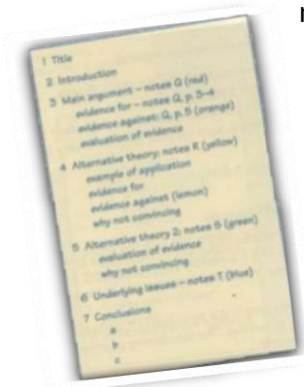 1 Title
2 Introduction
3 Main argument – notes Q (red)
evidence for – notes Q, p. 3–4
evidence against: Q, p. 5 (orange)
evaluation of evidence
4 Alternative theory: notes R (yellow)
example of application
evidence for
evidence against (lemon)
why not convincing
5 Alternative theory 2: notes S (green)
evaluation of evidence
why not convincing
6 Underlying issues – notes T (blue)
7 Conclusions
a
b
c